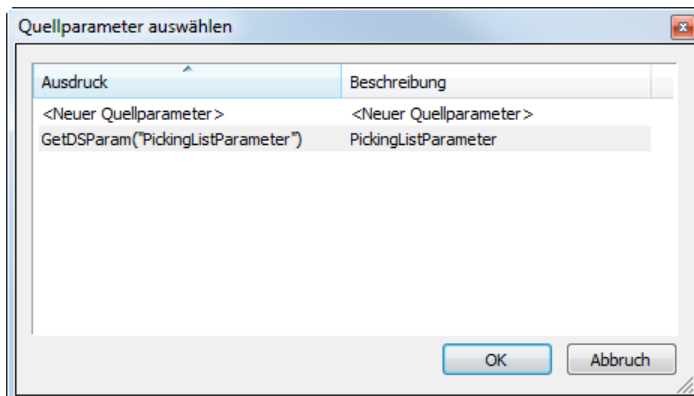 Quellparameter auswählen
Ausdruck Beschreibung
<Neuer Quellparameter> <Neuer Quellparameter>
GetDSParam("PickingListParameter") PickingListParameter
OK Abbruch